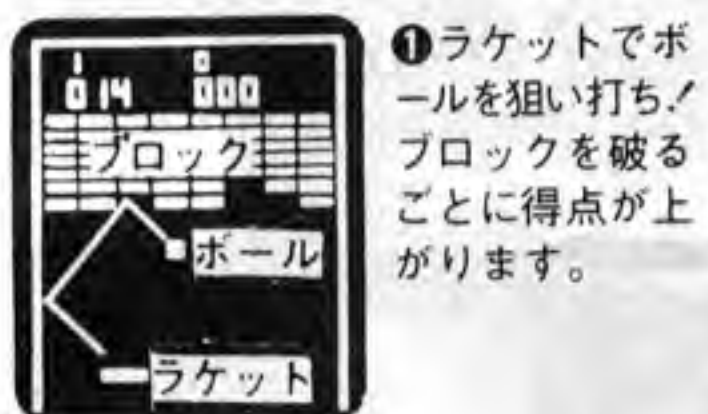 1 0
014 000
ブロック
ボール
ラケット
❶ラケットでボ
ールを狙い打ち!
ブロックを破る
ごとに得点が上
がります。